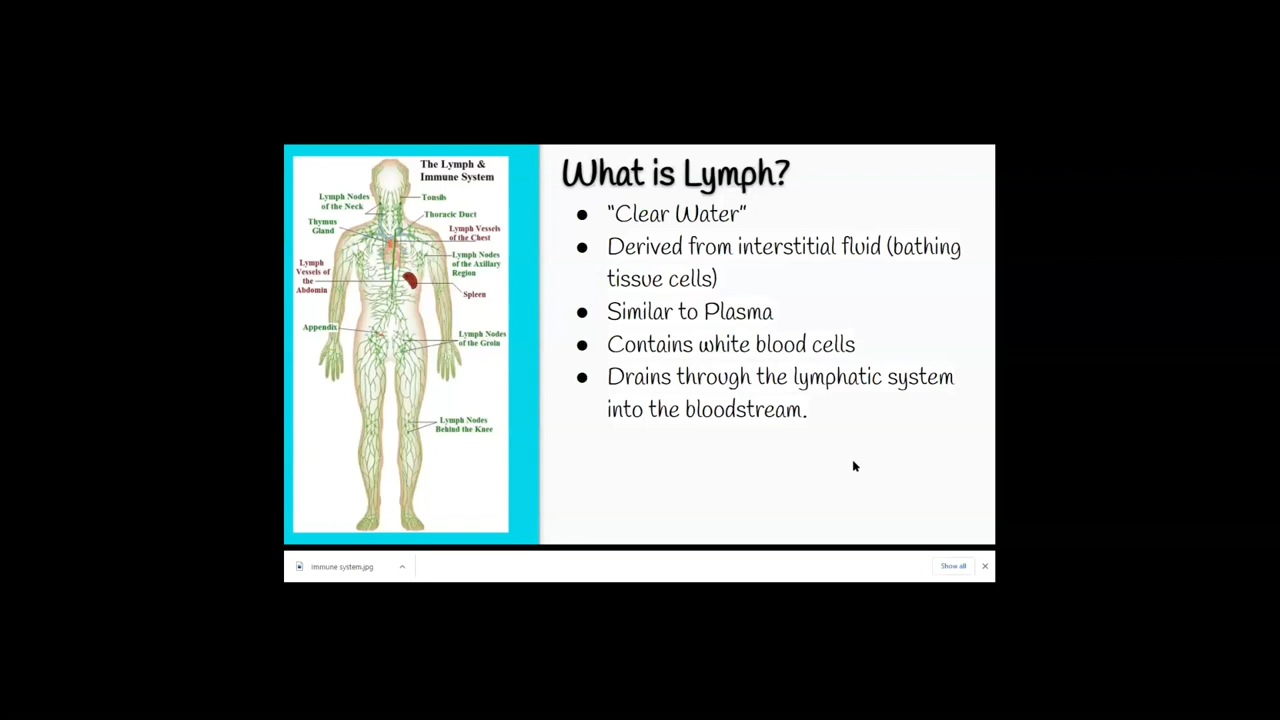 The Lymph &
Immune System
Lymph Nodes
of the Neck
Tonsils
Thymus
Gland
Thoracic Duct
Lymph Vessels
of the Chest
Lymph Nodes
of the Axillary
Region
Lymph
Vessels of
the
Abdomin
Spleen
Appendix
Lymph Nodes
of the Groin
Lymph Nodes
Behind the Knee
What is Lymph?
● "Clear Water"
● Derived from interstitial fluid (bathing
tissue cells)
● Similar to Plasma
● Contains white blood cells
● Drains through the lymphatic system
into the bloodstream.
immune system.jpg
Show all